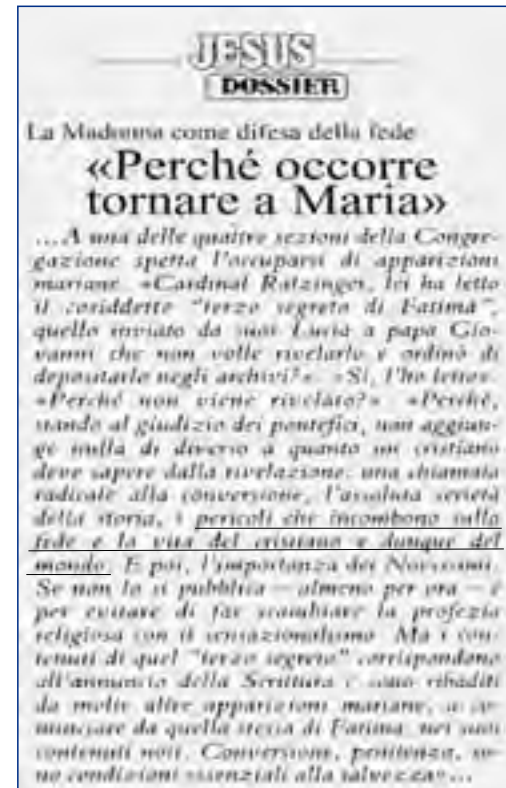 JESUS
DOSSIER
La Madonna come difesa della fede
«Perché occorre
tornare a Maria»
...A una delle quattro sezioni della Congre-
gazione spetta l'occuparsi di apparizioni
mariane. «Cardinal Ratzinger, lei ha letto
il cosiddetto "terzo segreto di Fatima",
quello inviato da suor Lucia a papa Gio-
vanni che non volle rivelarlo e ordinò di
depositarlo negli archivi?». «Sì, l'ho letto».
«Perché non viene rivelato?» «Perché,
stando al giudizio dei pontefici, non aggiun-
ge nulla di diverso a quanto un cristiano
deve sapere dalla rivelazione: una chiamata
radicale alla conversione, l'assoluta serietà
della storia, i pericoli che incombono sulla
fede e la vita del cristiano e dunque del
mondo. E poi, l'importanza dei Novissimi.
Se non lo si pubblica — almeno per ora — è
per evitare di far scambiare la profezia
religiosa con il sensazionalismo. Ma i con-
tenuti di quel "terzo segreto" corrispondono
all'annuncio della Scrittura e sono ribaditi
da molte altre apparizioni mariane, a co-
minciare da quella stessa di Fatima, nei suoi
contenuti noti. Conversione, penitenza, so-
no condizioni essenziali alla salvezza»...